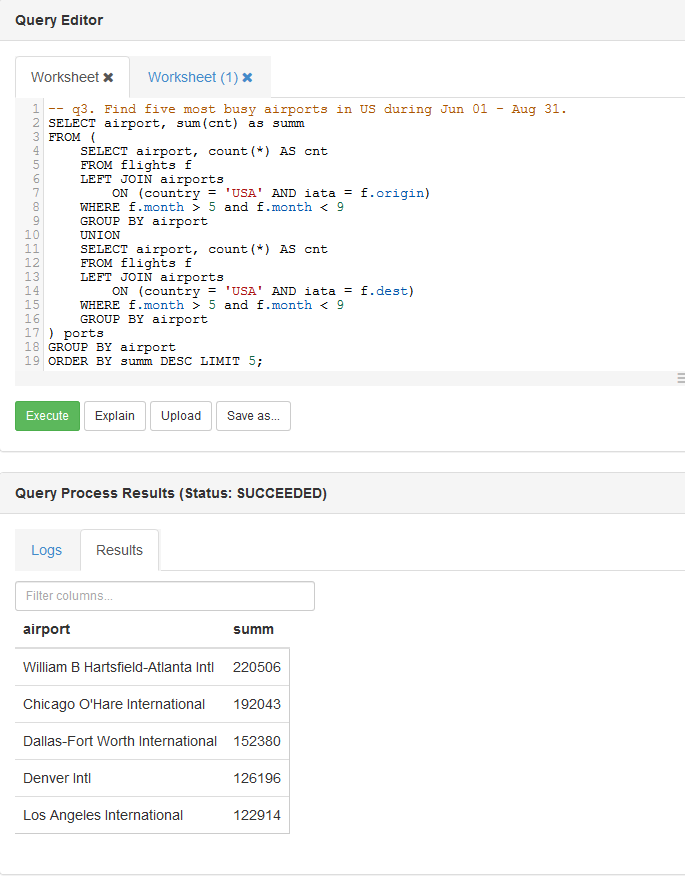 Query Editor
Worksheet ✖ Worksheet (1) ✖
1 -- q3. Find five most busy airports in US during Jun 01 - Aug 31.
2 SELECT airport, sum(cnt) as summ
3 FROM (
4     SELECT airport, count(*) AS cnt
5     FROM flights f
6     LEFT JOIN airports
7         ON (country = 'USA' AND iata = f.origin)
8     WHERE f.month > 5 and f.month < 9
9     GROUP BY airport
10     UNION
11     SELECT airport, count(*) AS cnt
12     FROM flights f
13     LEFT JOIN airports
14         ON (country = 'USA' AND iata = f.dest)
15     WHERE f.month > 5 and f.month < 9
16     GROUP BY airport
17 ) ports
18 GROUP BY airport
19 ORDER BY summ DESC LIMIT 5;
Execute Explain Upload Save as...
Query Process Results (Status: SUCCEEDED)
Logs Results
Filter columns...
airport summ
William B Hartsfield-Atlanta Intl 220506
Chicago O'Hare International 192043
Dallas-Fort Worth International 152380
Denver Intl 126196
Los Angeles International 122914